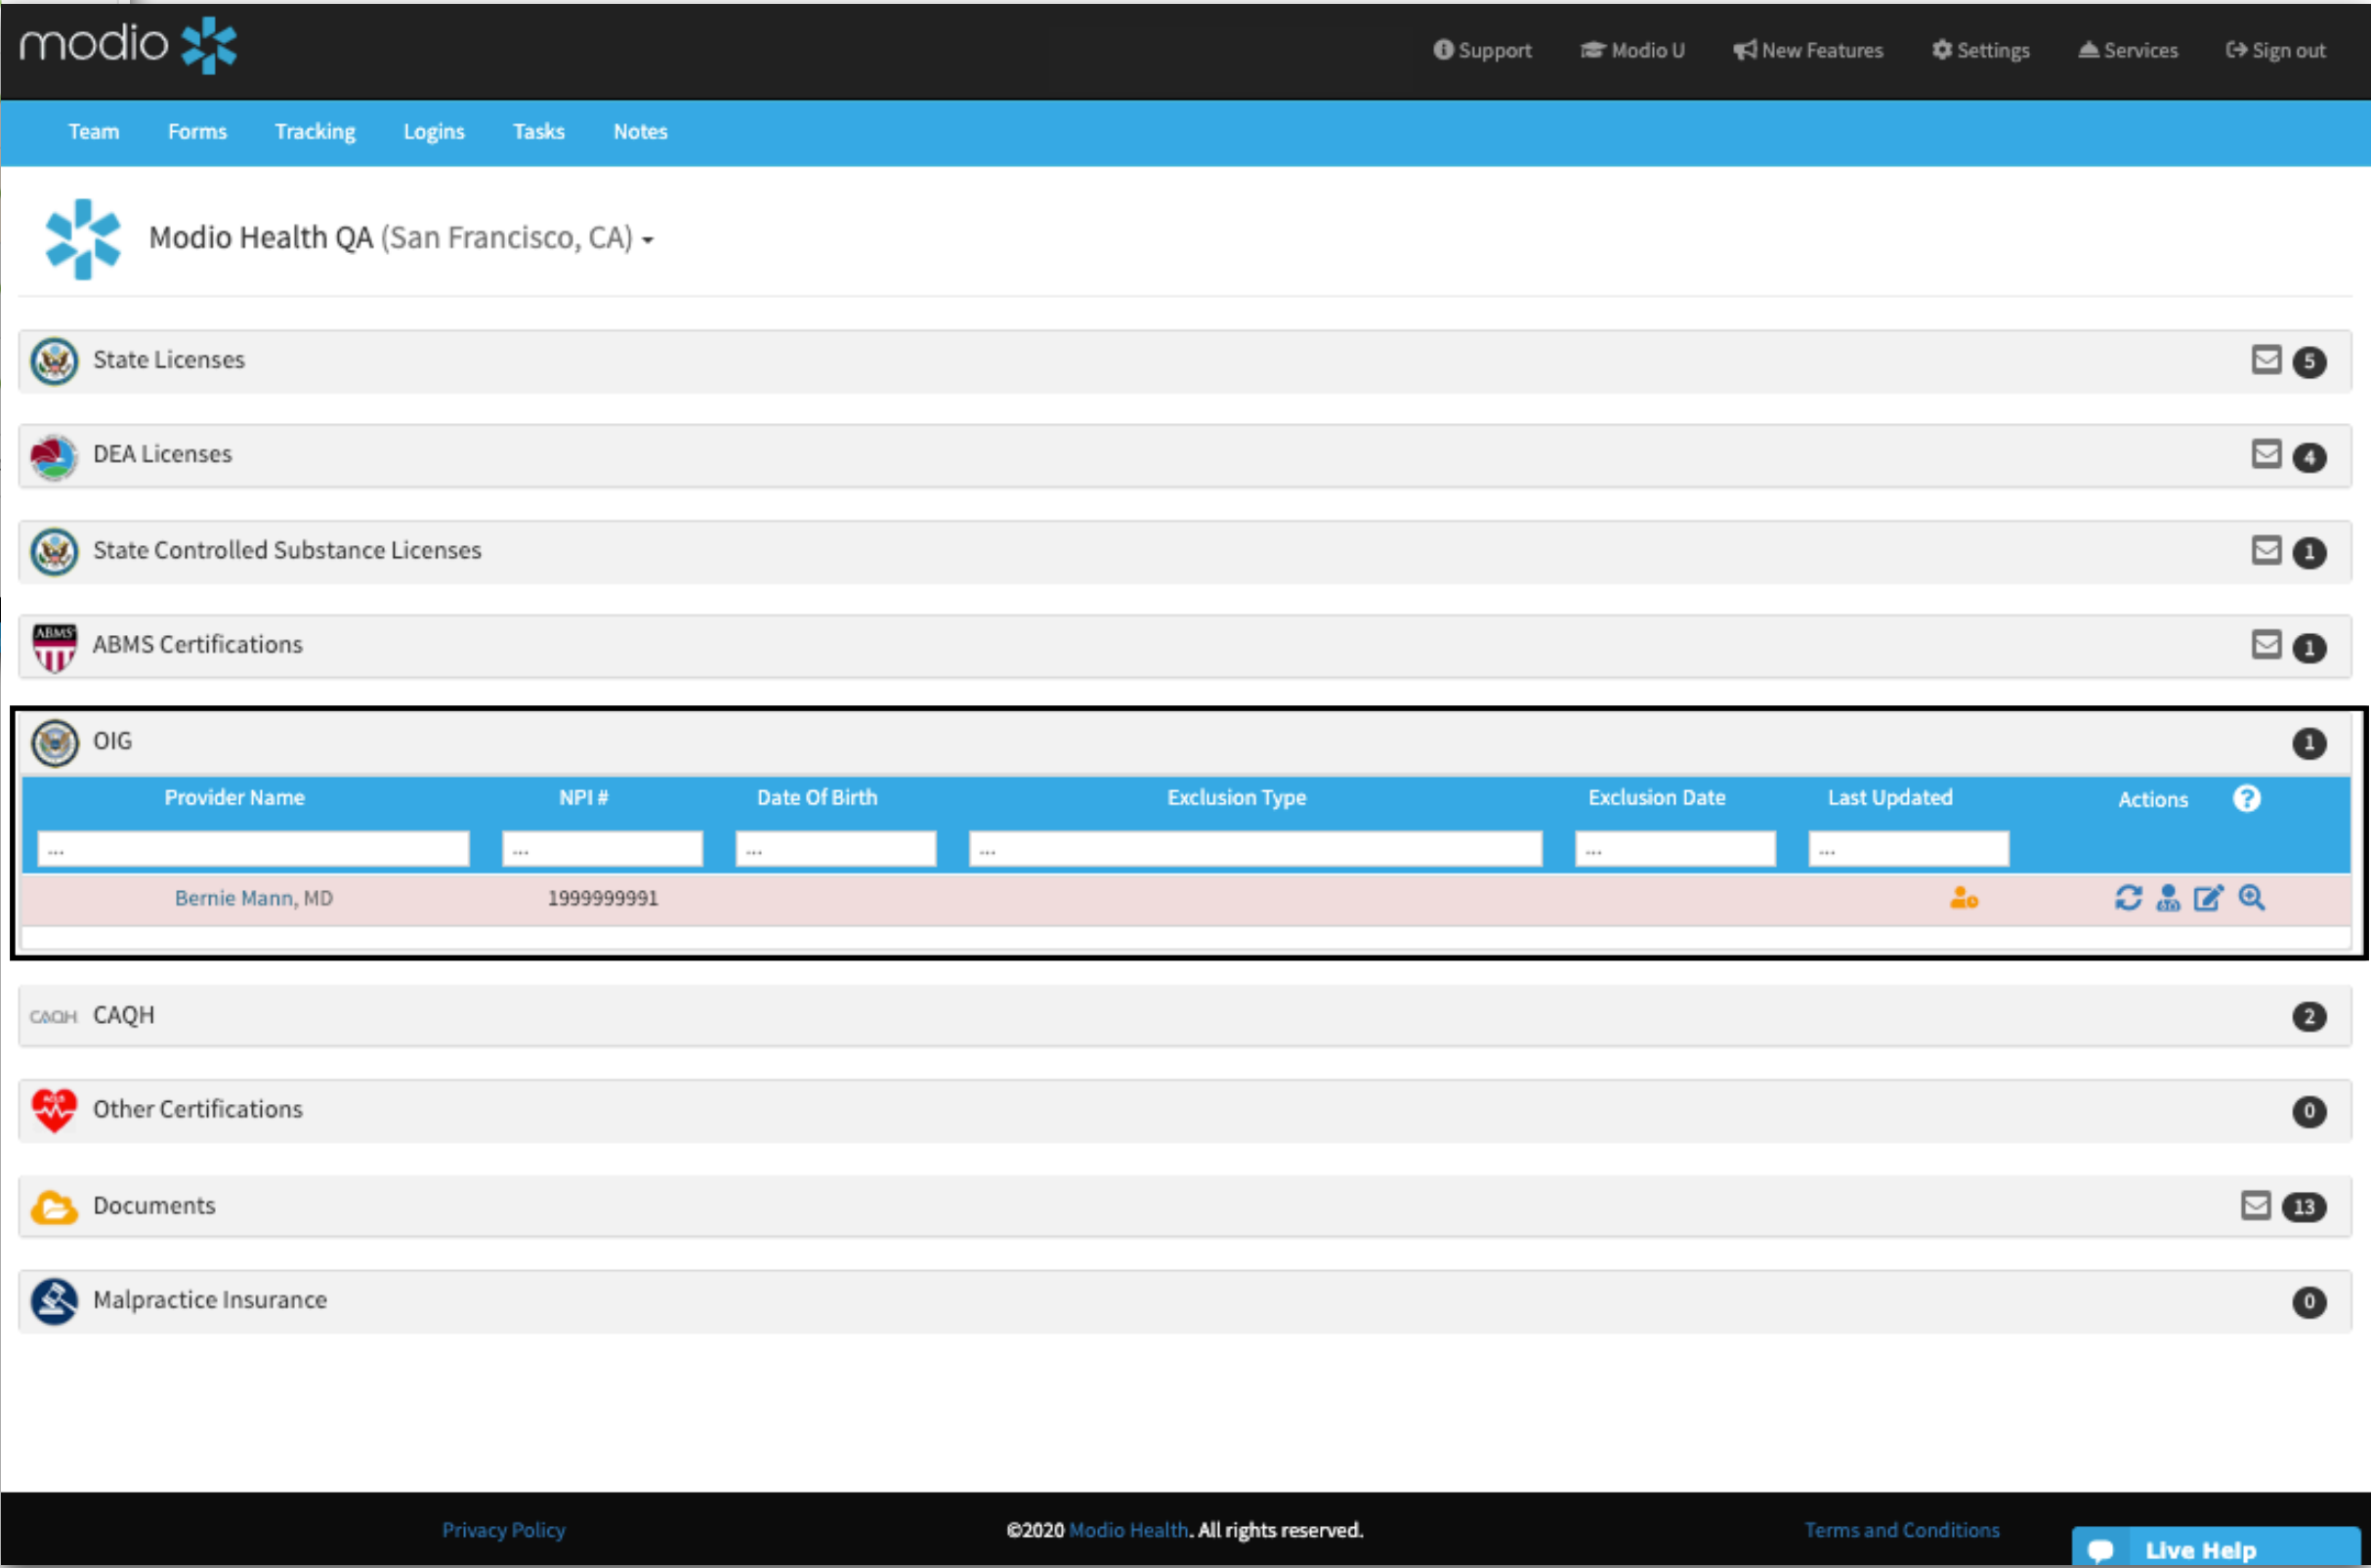 modio
Support Modio U New Features Settings Services Sign out
Team Forms Tracking Logins Tasks Notes
Modio Health QA (San Francisco, CA)
State Licenses 5
DEA Licenses 4
State Controlled Substance Licenses 1
ABMS
ABMS Certifications 1
OIG 1
Provider Name NPI # Date Of Birth Exclusion Type Exclusion Date Last Updated Actions ?
... ... ... ... ... ...
Bernie Mann, MD 1999999991
CAQH CAQH 2
Other Certifications 0
Documents 13
Malpractice Insurance 0
Privacy Policy ©2020 Modio Health. All rights reserved. Terms and Conditions
Live Help